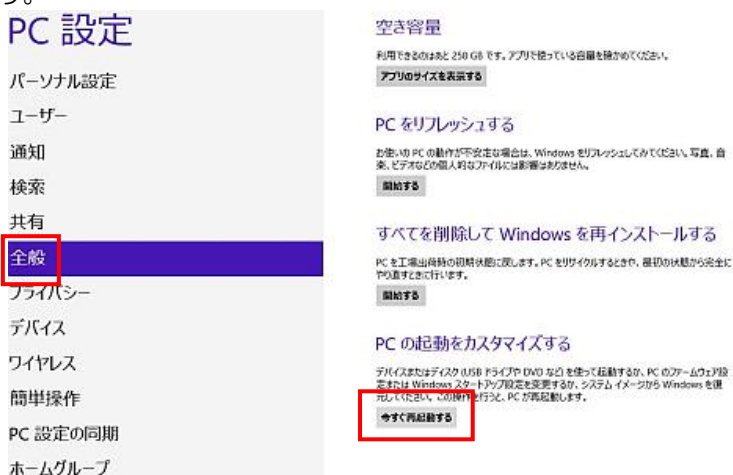 す。
PC 設定
パーソナル設定
ユーザー
通知
検索
共有
全般
プライバシー
デバイス
ワイヤレス
簡単操作
PC 設定の同期
ホームグループ
空き容量
利用できるのはあと 250 GB です。アプリで使っている容量を確かめてください。
アプリのサイズを表示する
PC をリフレッシュする
お使いの PC の動作が不安定な場合は、Windows をリフレッシュしてみてください。写真、音
楽、ビデオなどの個人的なファイルには影響はありません。
開始する
すべてを削除して Windows を再インストールする
PC を工場出荷時の初期状態に戻します。PC をリサイクルするときや、最初の状態から完全に
やり直すときに行います。
開始する
PC の起動をカスタマイズする
デバイスまたはディスク (USB ドライブや DVD など) を使って起動するか、PC のファームウェア設
定または Windows スタートアップ設定を変更するか、システム イメージから Windows を復
元してください。この操作を行うと、PC が再起動します。
今すぐ再起動する